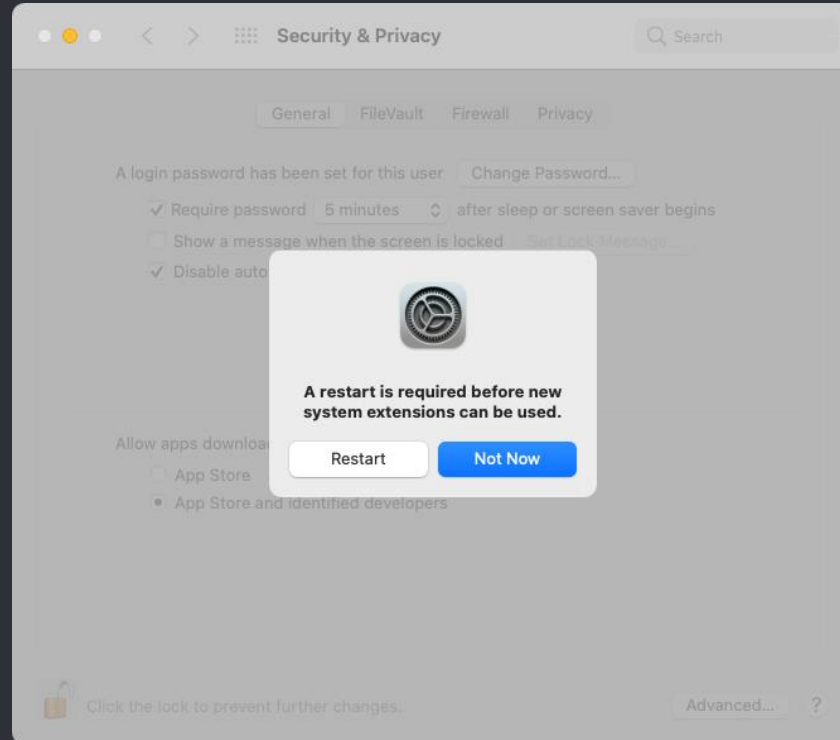 Security & Privacy
Search
General FileVault Firewall Privacy
A login password has been set for this user Change Password...
Require password 5 minutes after sleep or screen saver begins
Show a message when the screen is locked Set Lock Message...
Disable auto
A restart is required before new
system extensions can be used.
Allow apps downloa
Restart Not Now
App Store
App Store and identified developers
Click the lock to prevent further changes.
Advanced... ?